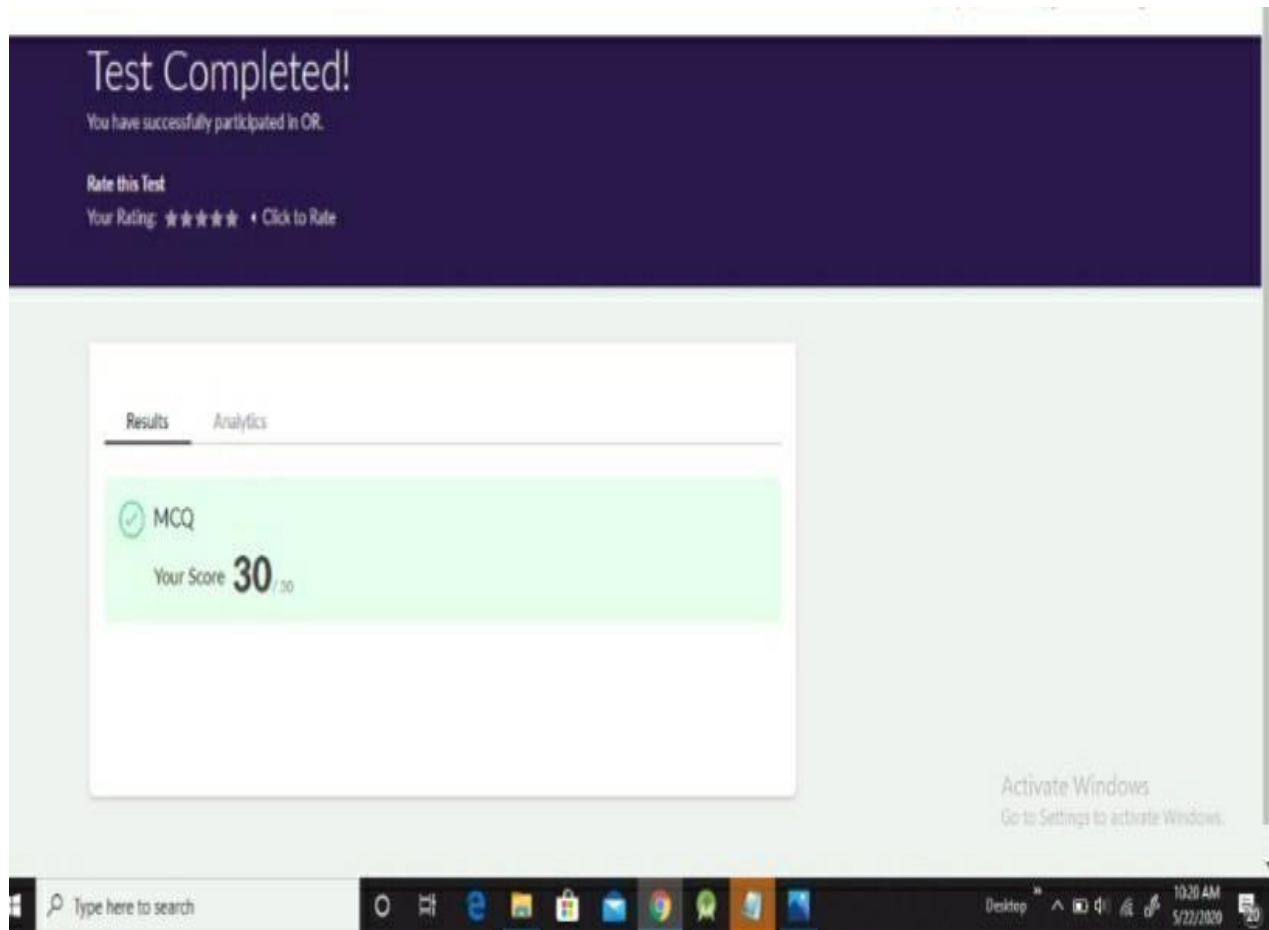 Test Completed!
You have successfully participated in OR.
Rate this Test
Your Rating: ★★★★★ • Click to Rate
Results Analytics
MCQ
Your Score 30 / 30
Activate Windows
Go to Settings to activate Windows.
Type here to search
Desktop
10:20 AM
5/22/2020
20